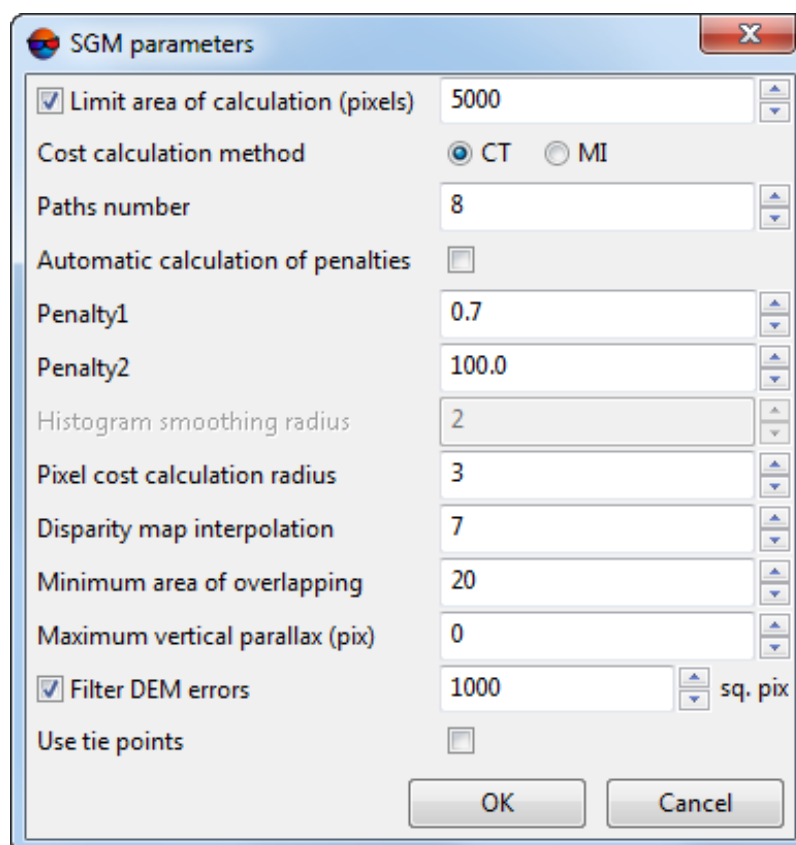 SGM parameters
Limit area of calculation (pixels) 5000
Cost calculation method CT MI
Paths number 8
Automatic calculation of penalties
Penalty1 0.7
Penalty2 100.0
Histogram smoothing radius 2
Pixel cost calculation radius 3
Disparity map interpolation 7
Minimum area of overlapping 20
Maximum vertical parallax (pix) 0
Filter DEM errors 1000 sq. pix
Use tie points
OK Cancel